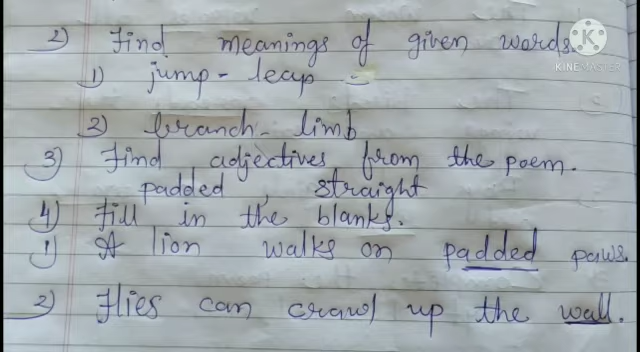 2) Find meanings of given words.
1) jump - leap
2) branch - limb
3) Find adjectives from the poem.
padded, straight
4) Fill in the blanks.
1) A lion walks on padded paws.
2) Flies can crawl up the wall.
KINEMASTER